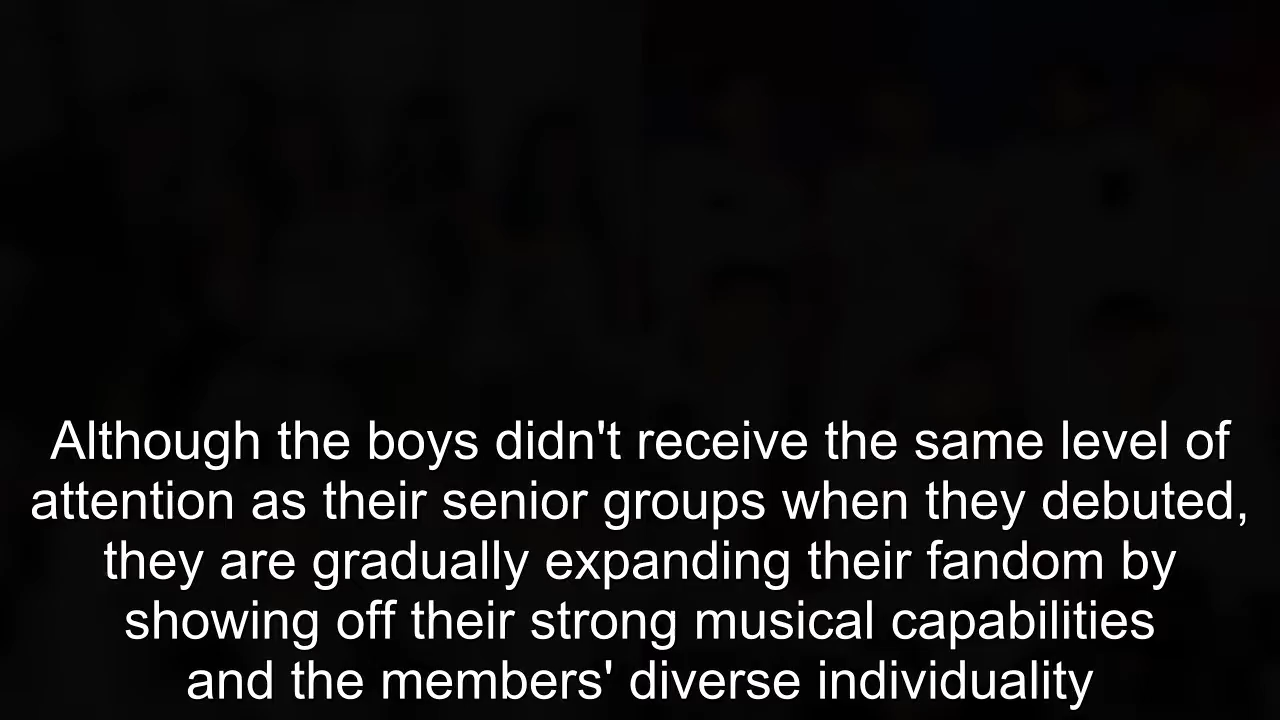 Although the boys didn't receive the same level of
attention as their senior groups when they debuted,
they are gradually expanding their fandom by
showing off their strong musical capabilities
and the members' diverse individuality